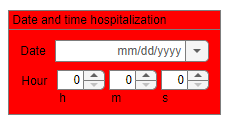 Date and time hospitalization
Date mm/dd/yyyy
Hour 0 0 0
h m s